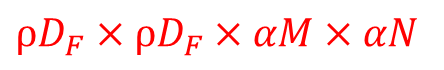 ρD_F × ρD_F × αM × αN